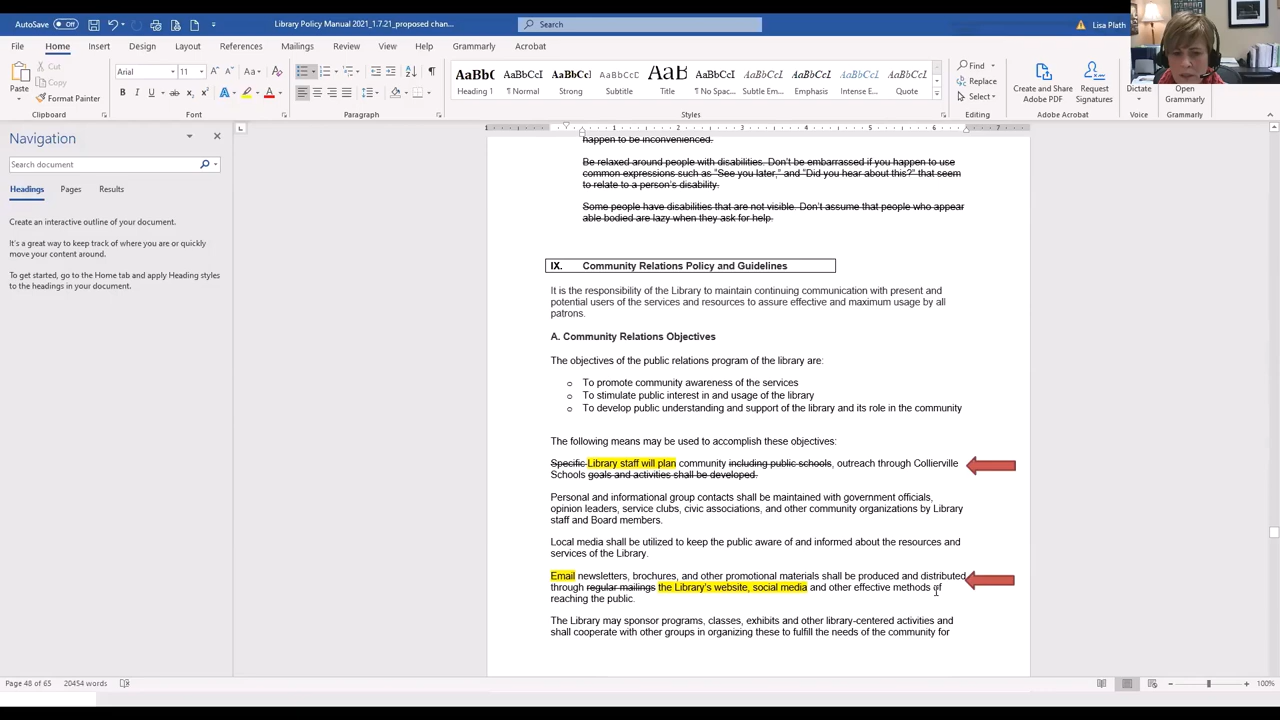 AutoSave Off
Library Policy Manual 2021_1.7.21_proposed chan...
Search
Lisa Plath
File Home Insert Design Layout References Mailings Review View Help Grammarly Acrobat
Paste
Cut
Copy
Format Painter
Clipboard
Arial 11
Font
Paragraph
AaBbC Heading 1
AaBbCcI ¶ Normal
AaBbCc Strong
AaBbCcI Subtitle
AaBb( Title
AaBbCcI ¶ No Spac...
AaBbCcI Subtle Em...
AaBbCcI Emphasis
AaBbCcI Intense E...
AaBbCcI Quote
Styles
Find
Replace
Select
Editing
Create and Share Adobe PDF
Request Signatures
Adobe Acrobat
Dictate
Voice
Open Grammarly
Grammarly
Navigation
Search document
Headings Pages Results
Create an interactive outline of your document.
It's a great way to keep track of where you are or quickly
move your content around.
To get started, go to the Home tab and apply Heading styles
to the headings in your document.
happen to be inconvenienced.
Be relaxed around people with disabilities. Don't be embarrassed if you happen to use
common expressions such as "See you later," and "Did you hear about this?" that seem
to relate to a person's disability.
Some people have disabilities that are not visible. Don't assume that people who appear
able bodied are lazy when they ask for help.
IX. Community Relations Policy and Guidelines
It is the responsibility of the Library to maintain continuing communication with present and
potential users of the services and resources to assure effective and maximum usage by all
patrons.
A. Community Relations Objectives
The objectives of the public relations program of the library are:
o To promote community awareness of the services
o To stimulate public interest in and usage of the library
o To develop public understanding and support of the library and its role in the community
The following means may be used to accomplish these objectives:
Specific Library staff will plan community including public schools, outreach through Collierville
Schools goals and activities shall be developed.
Personal and informational group contacts shall be maintained with government officials,
opinion leaders, service clubs, civic associations, and other community organizations by Library
staff and Board members.
Local media shall be utilized to keep the public aware of and informed about the resources and
services of the Library.
Email newsletters, brochures, and other promotional materials shall be produced and distributed
through regular mailings the Library's website, social media and other effective methods of
reaching the public.
The Library may sponsor programs, classes, exhibits and other library-centered activities and
shall cooperate with other groups in organizing these to fulfill the needs of the community for
Page 48 of 65 20454 words
100%